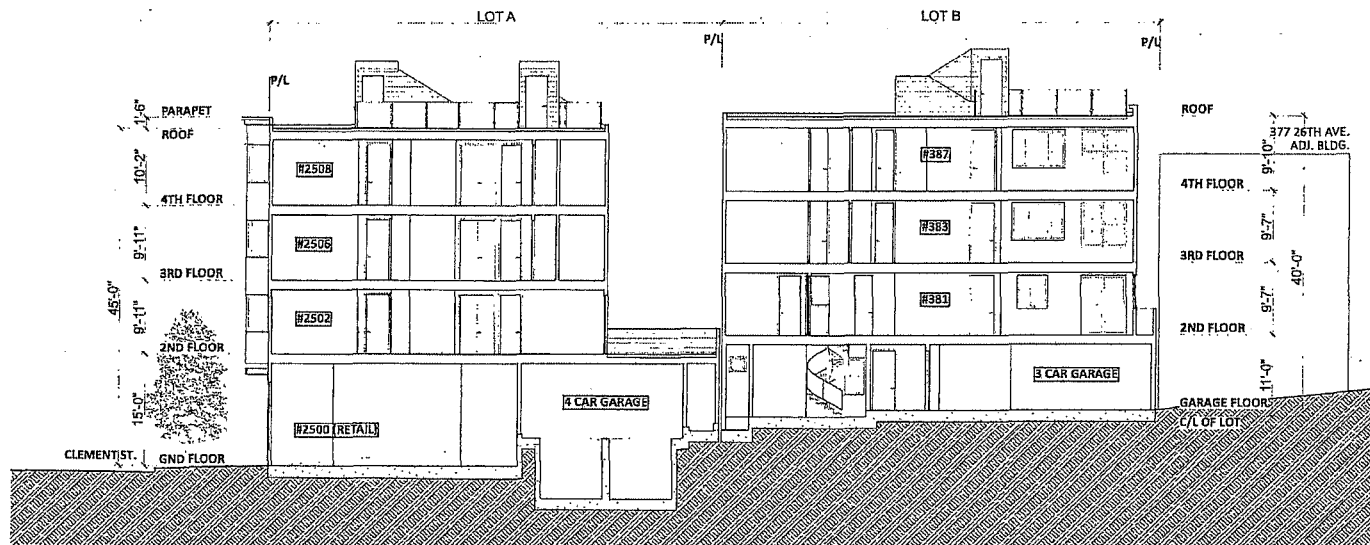 LOT A
LOT B
P/L
P/L
P/L
PARAPET
1'-6"
ROOF
10'-2"
4TH FLOOR
9'-11"
3RD FLOOR
45'-0"
9'-11"
2ND FLOOR
15'-0"
CLEMENT ST.
GND FLOOR
#2508
#2506
#2502
#2500 (RETAIL)
4 CAR GARAGE
#387
#383
#381
3 CAR GARAGE
ROOF
377 26TH AVE.
ADJ. BLDG.
9'-10"
4TH FLOOR
9'-7"
3RD FLOOR
40'-0"
9'-7"
2ND FLOOR
11'-0"
GARAGE FLOOR
C/L OF LOT